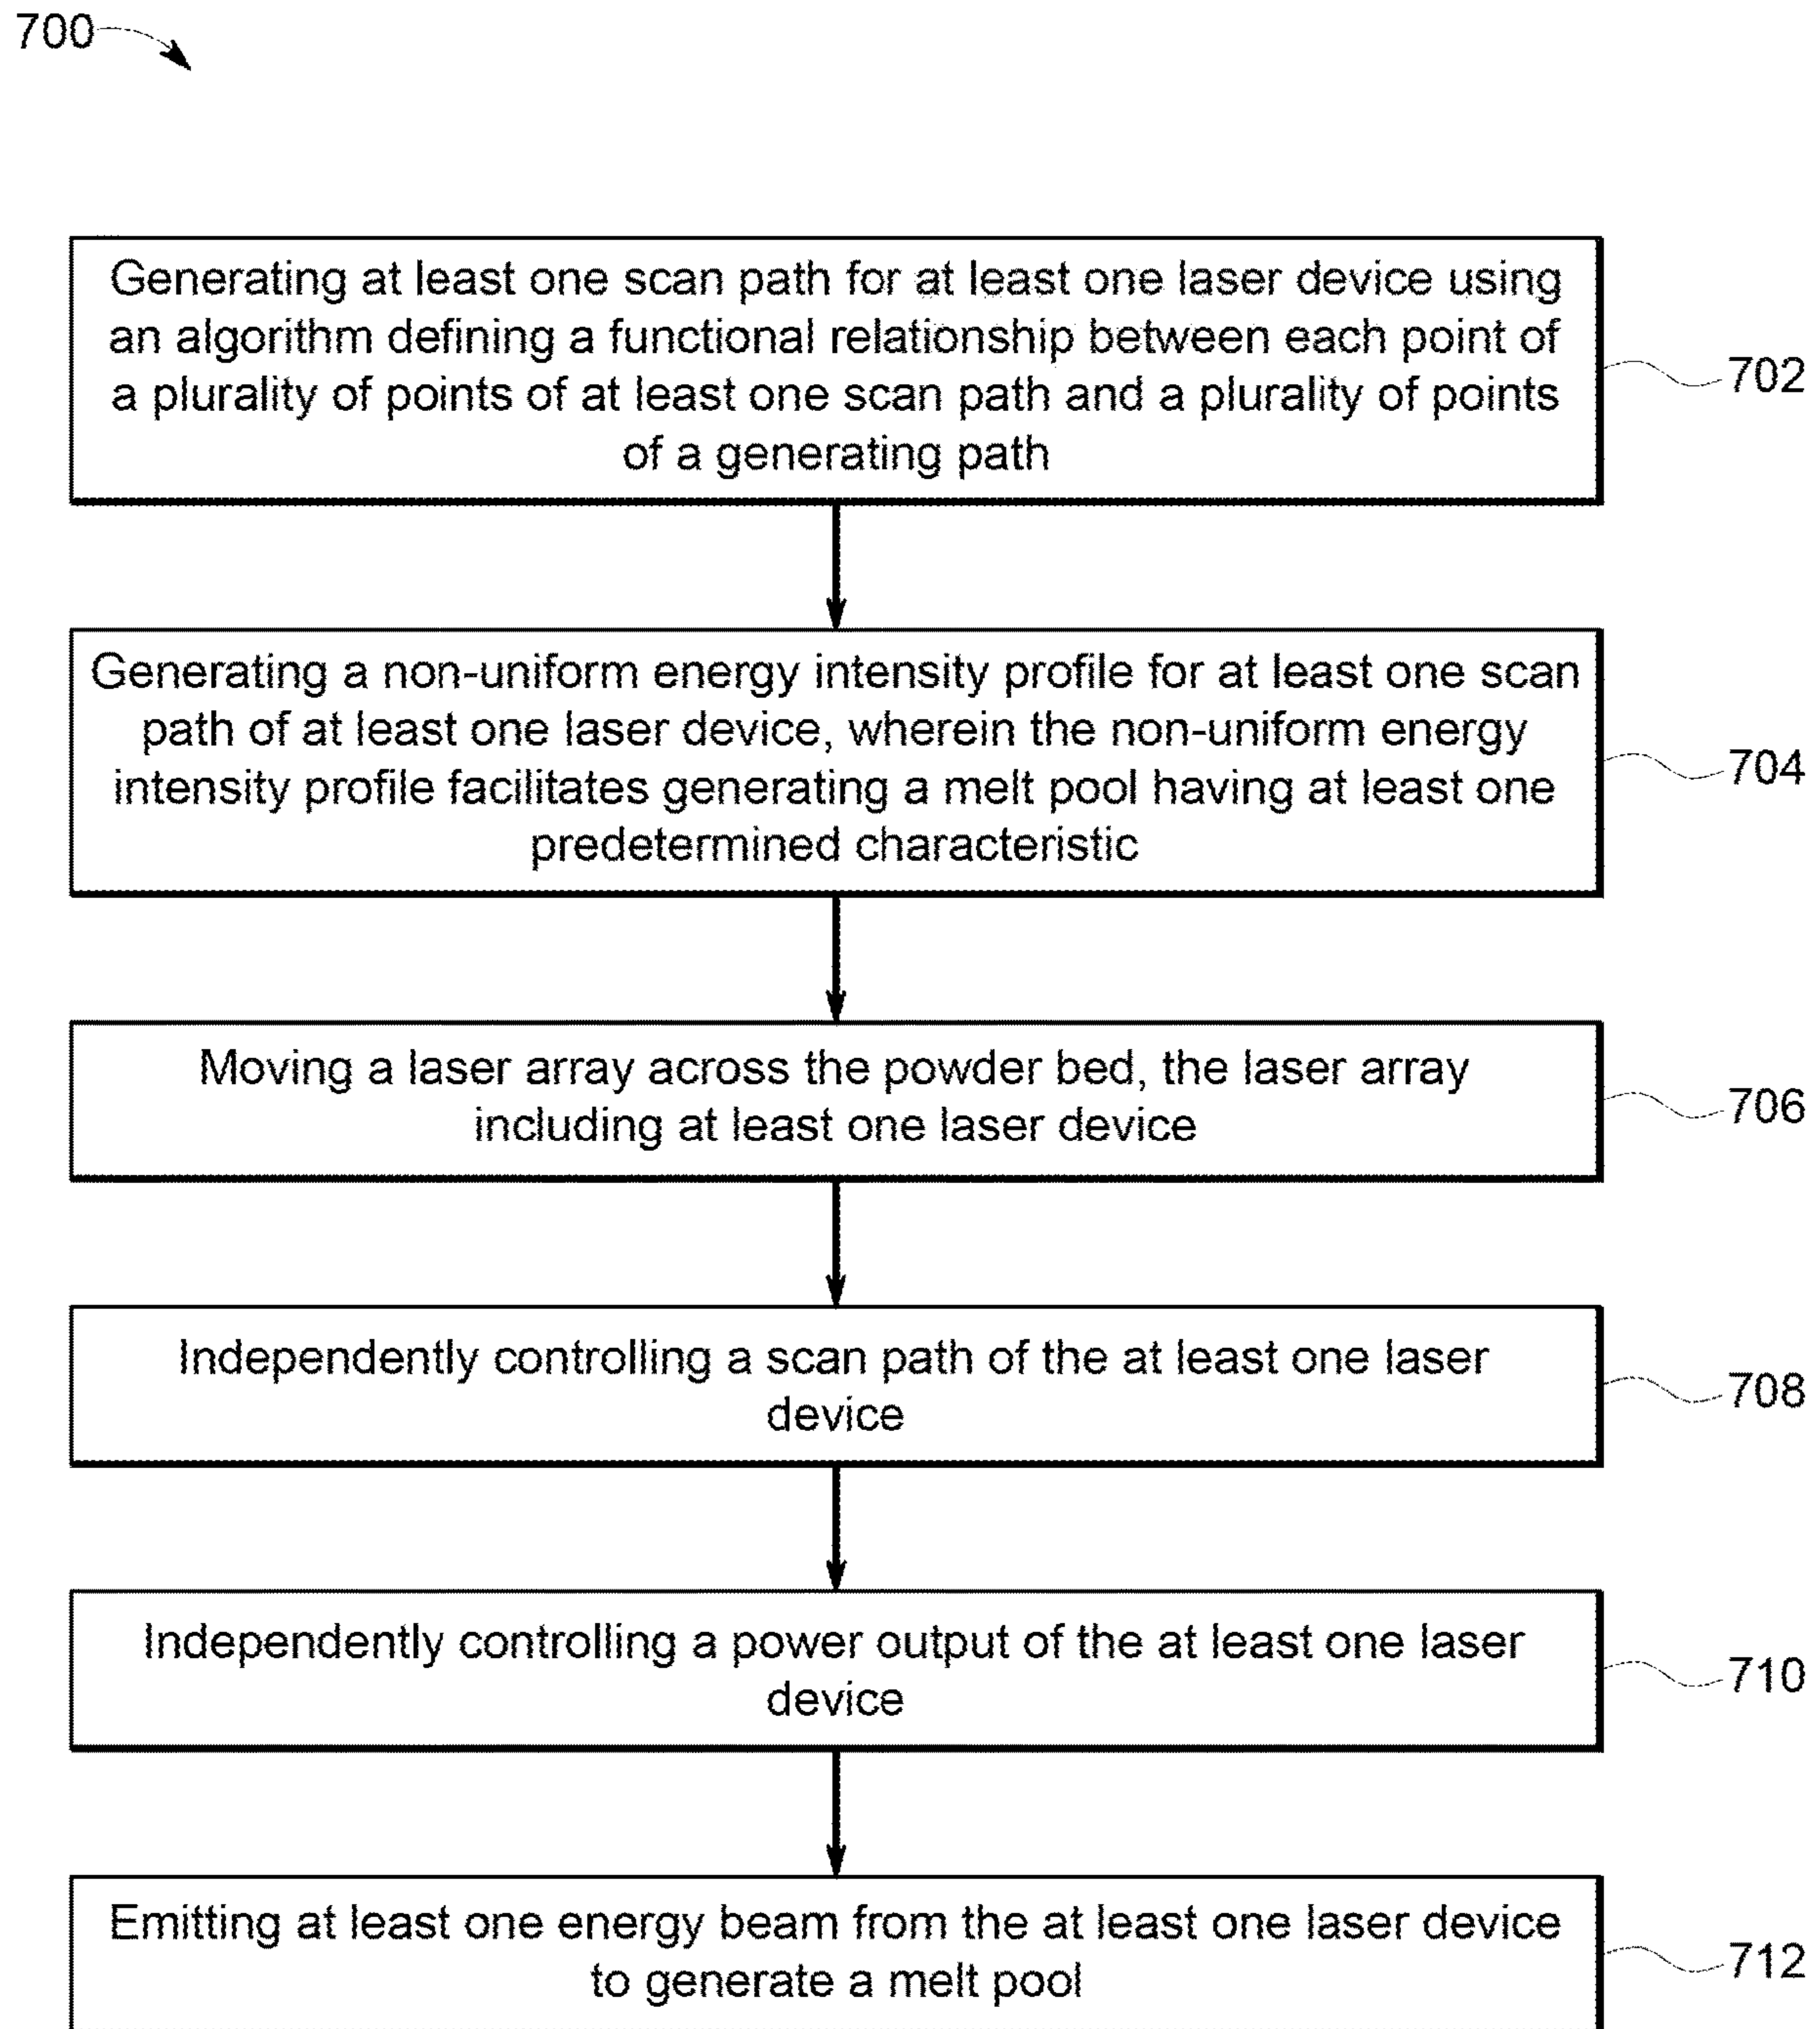 700
Generating at least one scan path for at least one laser device using
an algorithm defining a functional relationship between each point of
a plurality of points of at least one scan path and a plurality of points
of a generating path
702
Generating a non-uniform energy intensity profile for at least one scan
path of at least one laser device, wherein the non-uniform energy
intensity profile facilitates generating a melt pool having at least one
predetermined characteristic
704
Moving a laser array across the powder bed, the laser array
including at least one laser device
706
Independently controlling a scan path of the at least one laser
device
708
Independently controlling a power output of the at least one laser
device
710
Emitting at least one energy beam from the at least one laser device
to generate a melt pool
712